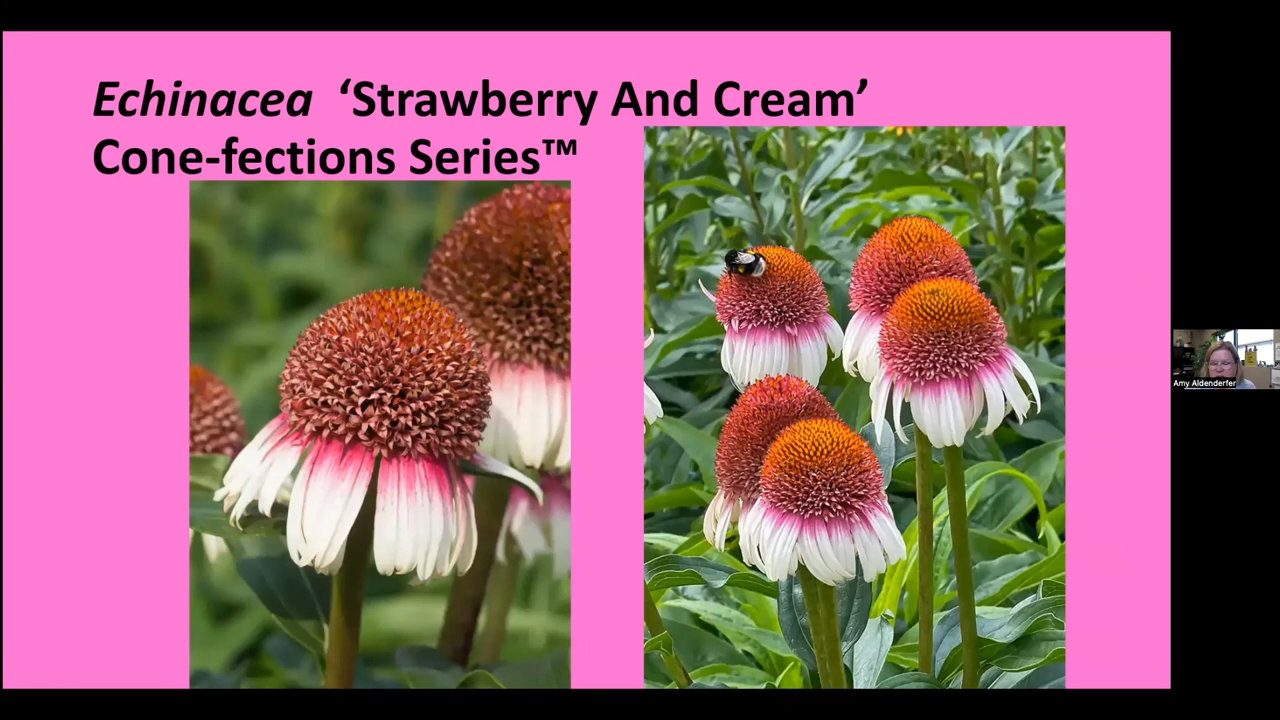 Echinacea ‘Strawberry And Cream’
Cone-fections Series™
Amy Aldenderfer